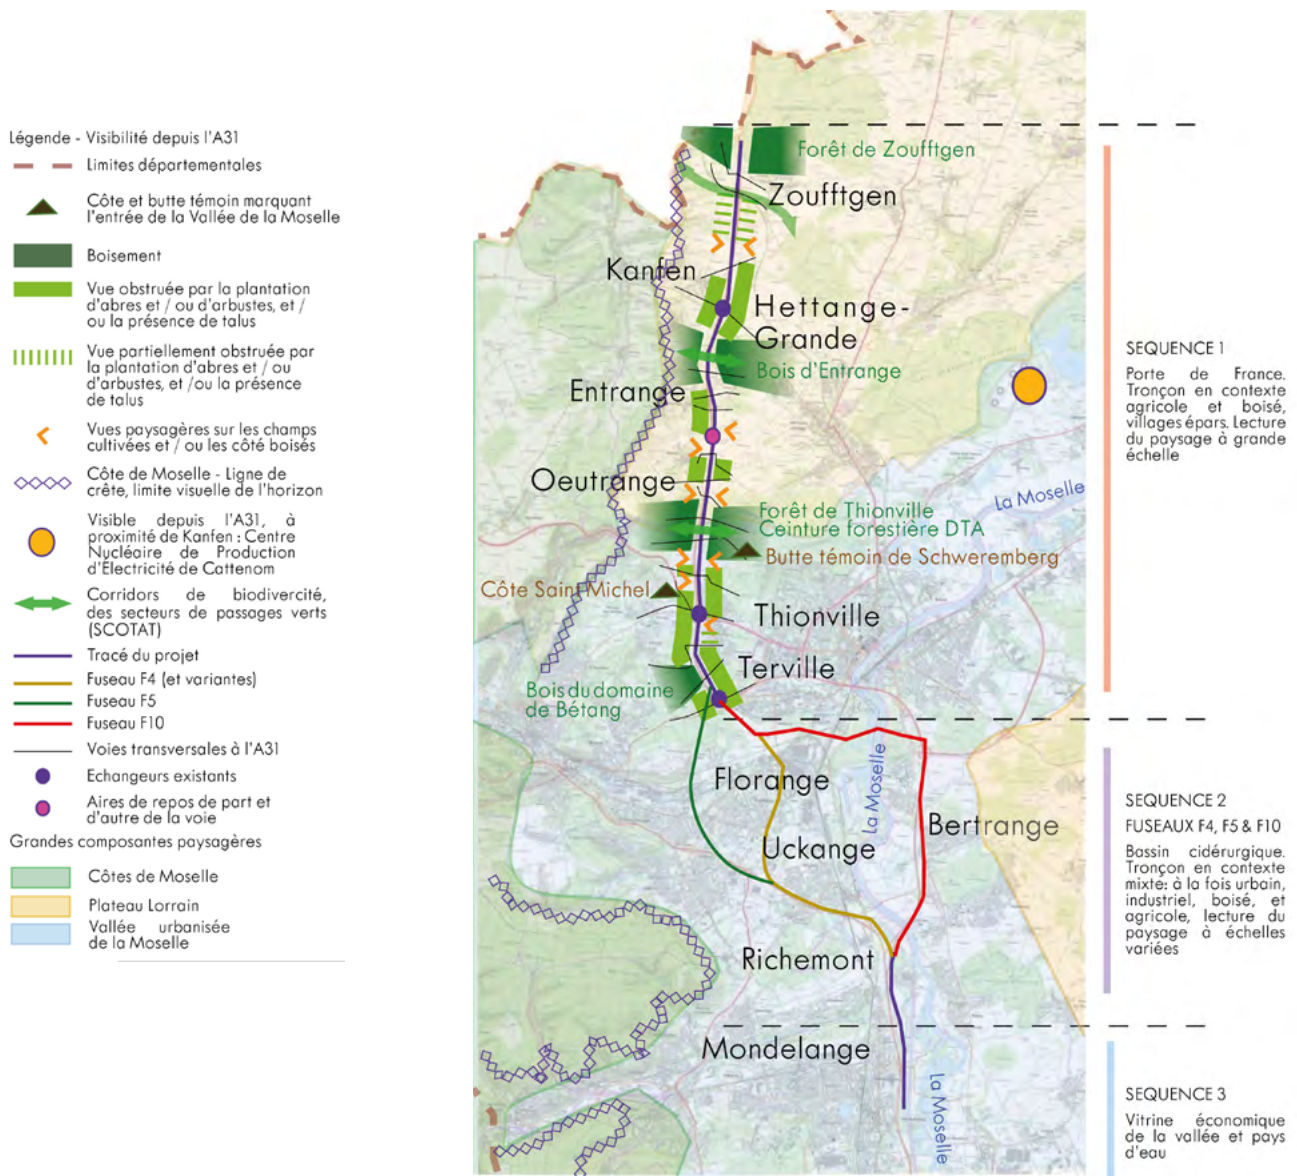 Légende - Visibilité depuis l'A31
Limites départementales
Côte et butte témoin marquant
l'entrée de la Vallée de la Moselle
Boisement
Vue obstruée par la plantation
d'abres et / ou d'arbustes, et /
ou la présence de talus
Vue partiellement obstruée par
la plantation d'abres et / ou
d'arbustes, et /ou la présence
de talus
Vues paysagères sur les champs
cultivées et / ou les côté boisés
Côte de Moselle - Ligne de
crête, limite visuelle de l'horizon
Visible depuis l'A31, à
proximité de Kanfen : Centre
Nucléaire de Production
d'Electricité de Cattenom
Corridors de biodivercité,
des secteurs de passages verts
(SCOTAT)
Tracé du projet
Fuseau F4 (et variantes)
Fuseau F5
Fuseau F10
Voies transversales à l'A31
Echangeurs existants
Aires de repos de part et
d'autre de la voie
Grandes composantes paysagères
Côtes de Moselle
Plateau Lorrain
Vallée urbanisée
de la Moselle
Forêt de Zoufftgen
Zoufftgen
Kanfen
Hettange-
Grande
Bois d'Entrange
Entrange
Oeutrange
Forêt de Thionville
Ceinture forestière DTA
Butte témoin de Schweremberg
Côte Saint Michel
Thionville
Terville
Bois du domaine
de Bétang
La Moselle
Florange
La Moselle
Bertrange
Uckange
Richemont
Mondelange
La Moselle
SEQUENCE 1
Porte de France.
Tronçon en contexte
agricole et boisé,
villages épars. Lecture
du paysage à grande
échelle
SEQUENCE 2
FUSEAUX F4, F5 & F10
Bassin cidérurgique.
Tronçon en contexte
mixte: à la fois urbain,
industriel, boisé, et
agricole, lecture du
paysage à échelles
variées
SEQUENCE 3
Vitrine économique
de la vallée et pays
d'eau